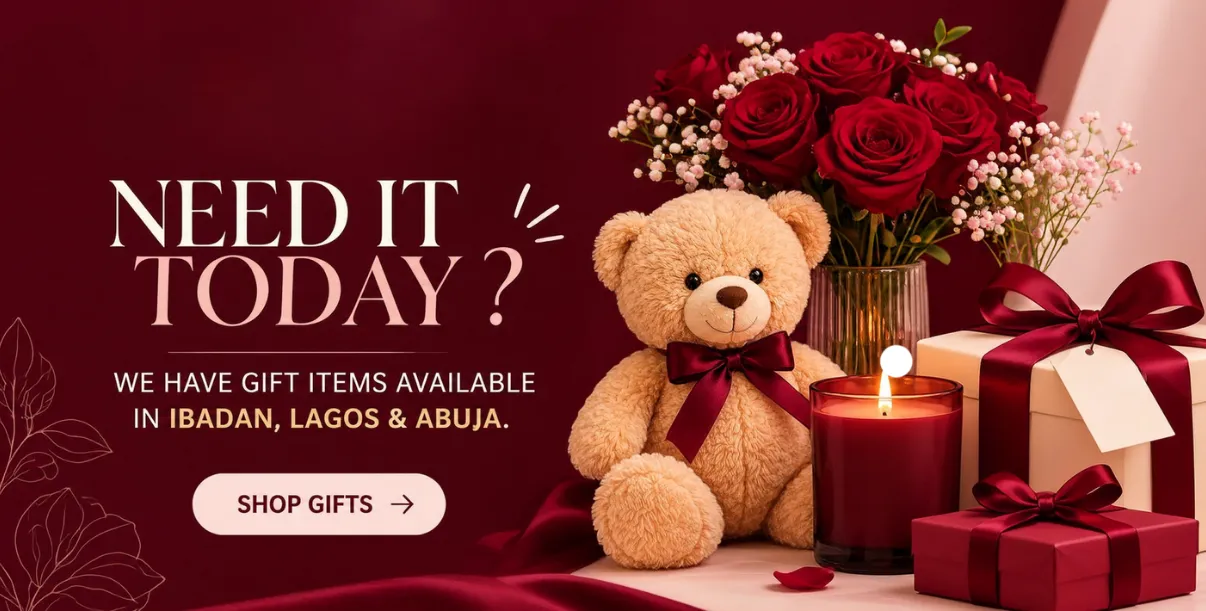 NEED IT
TODAY ?
WE HAVE GIFT ITEMS AVAILABLE
IN IBADAN, LAGOS & ABUJA.
SHOP GIFTS →